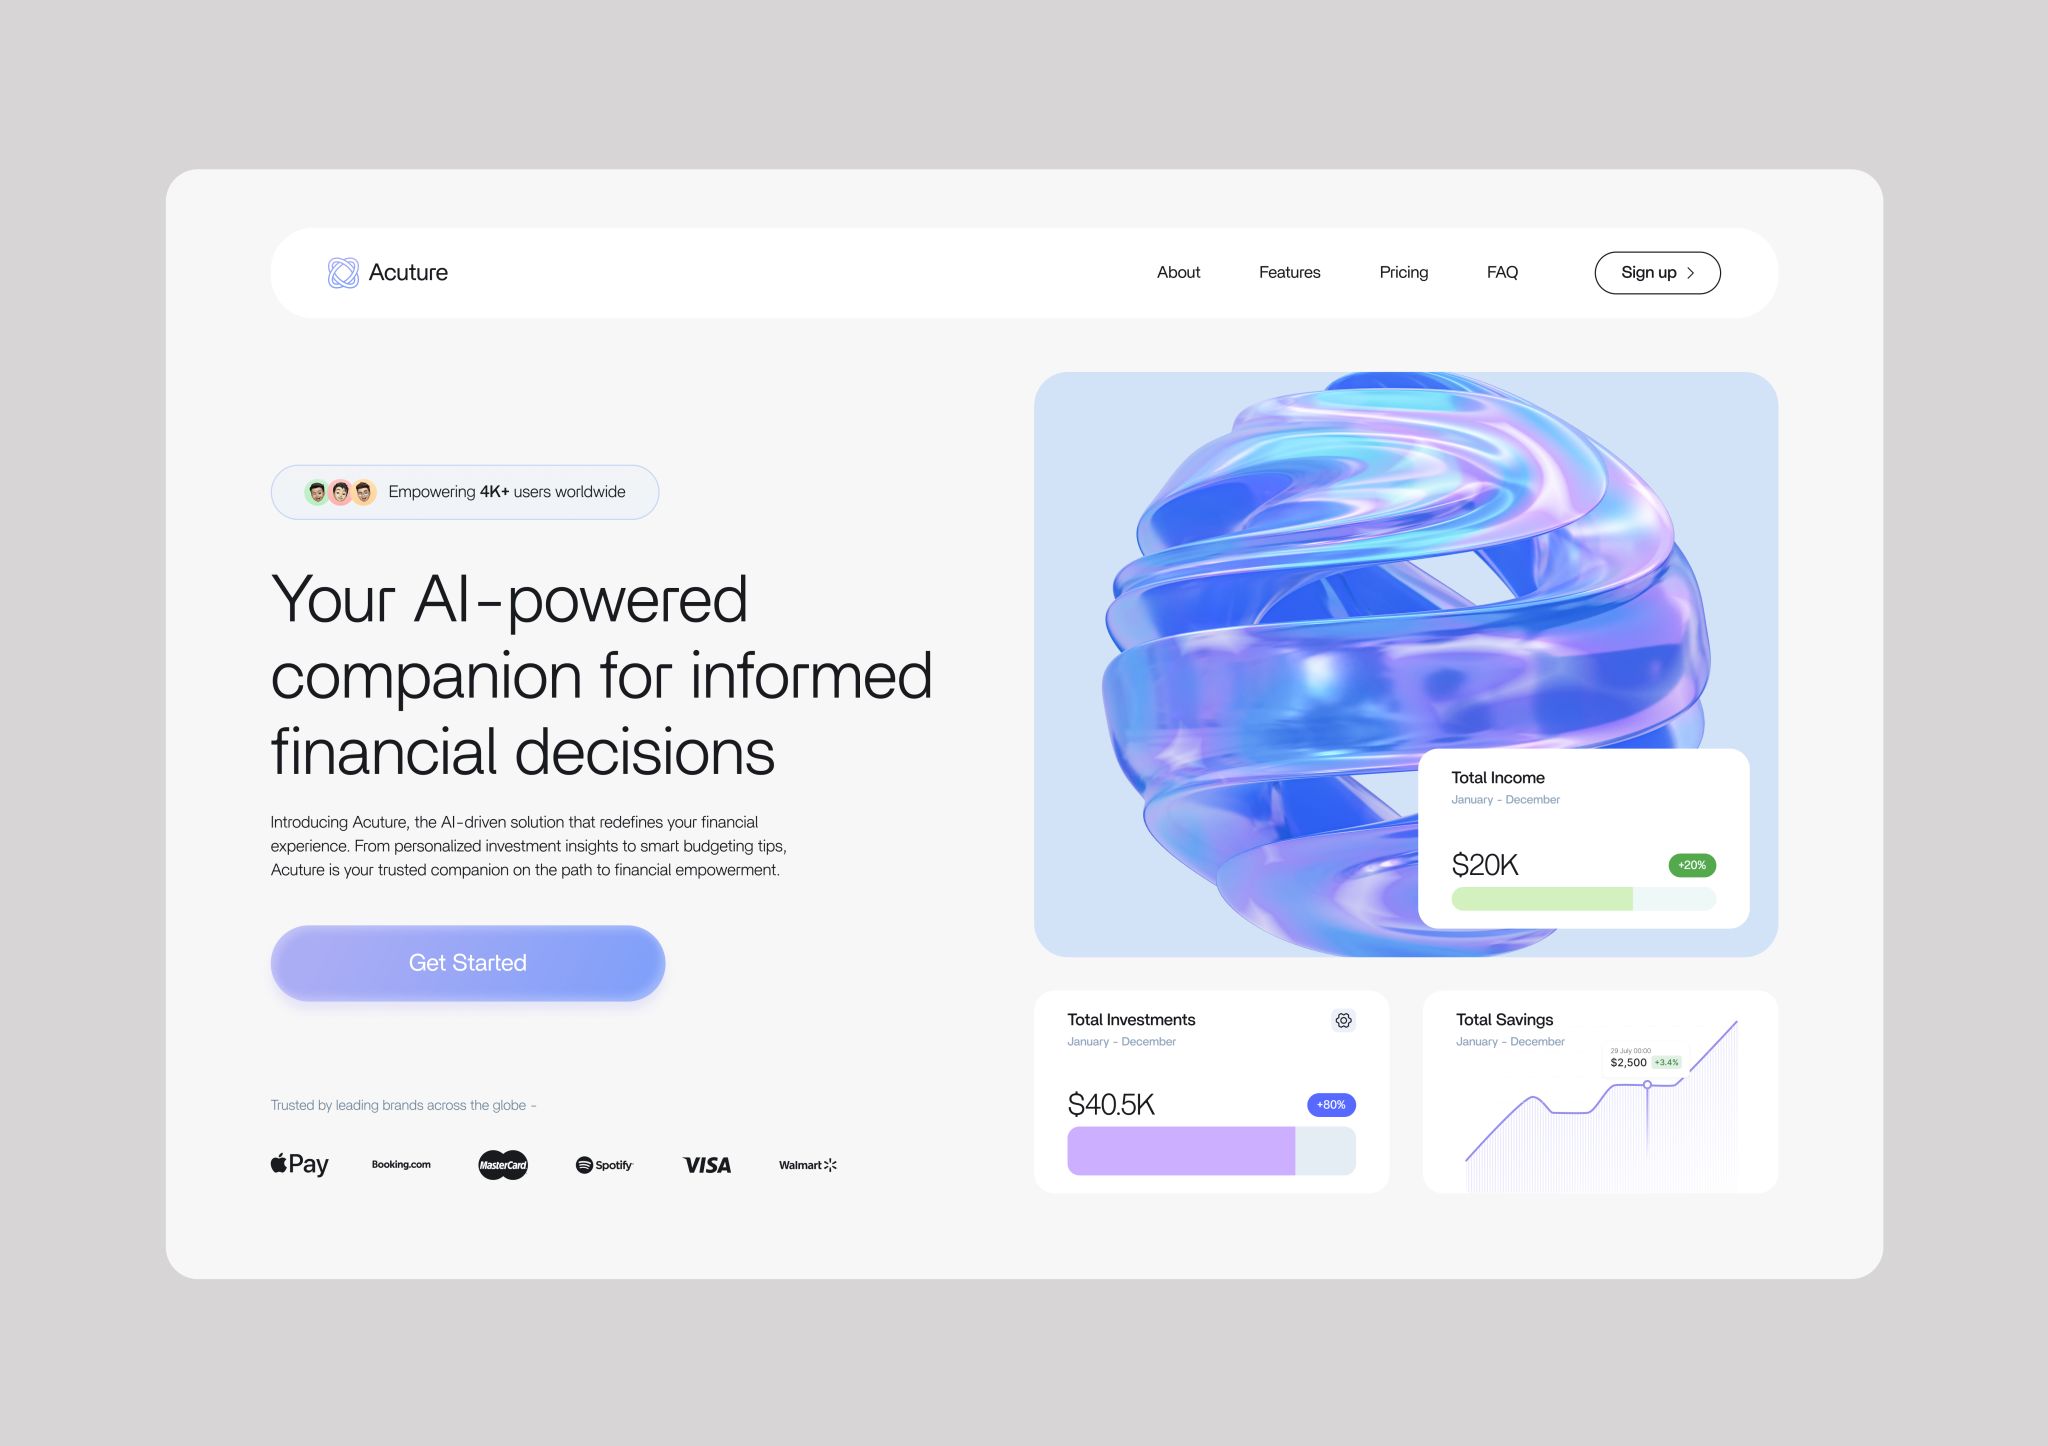 Acuture
About
Features
Pricing
FAQ
Sign up
Empowering 4K+ users worldwide
Your AI-powered
companion for informed
financial decisions
Introducing Acuture, the AI-driven solution that redefines your financial
experience. From personalized investment insights to smart budgeting tips,
Acuture is your trusted companion on the path to financial empowerment.
Get Started
Trusted by leading brands across the globe -
Pay
Booking.com
MasterCard
Spotify
VISA
Walmart
Total Income
January - December
$20K
+20%
Total Investments
January - December
$40.5K
+80%
Total Savings
January - December
29 July 00:00
$2,500 +3.4%